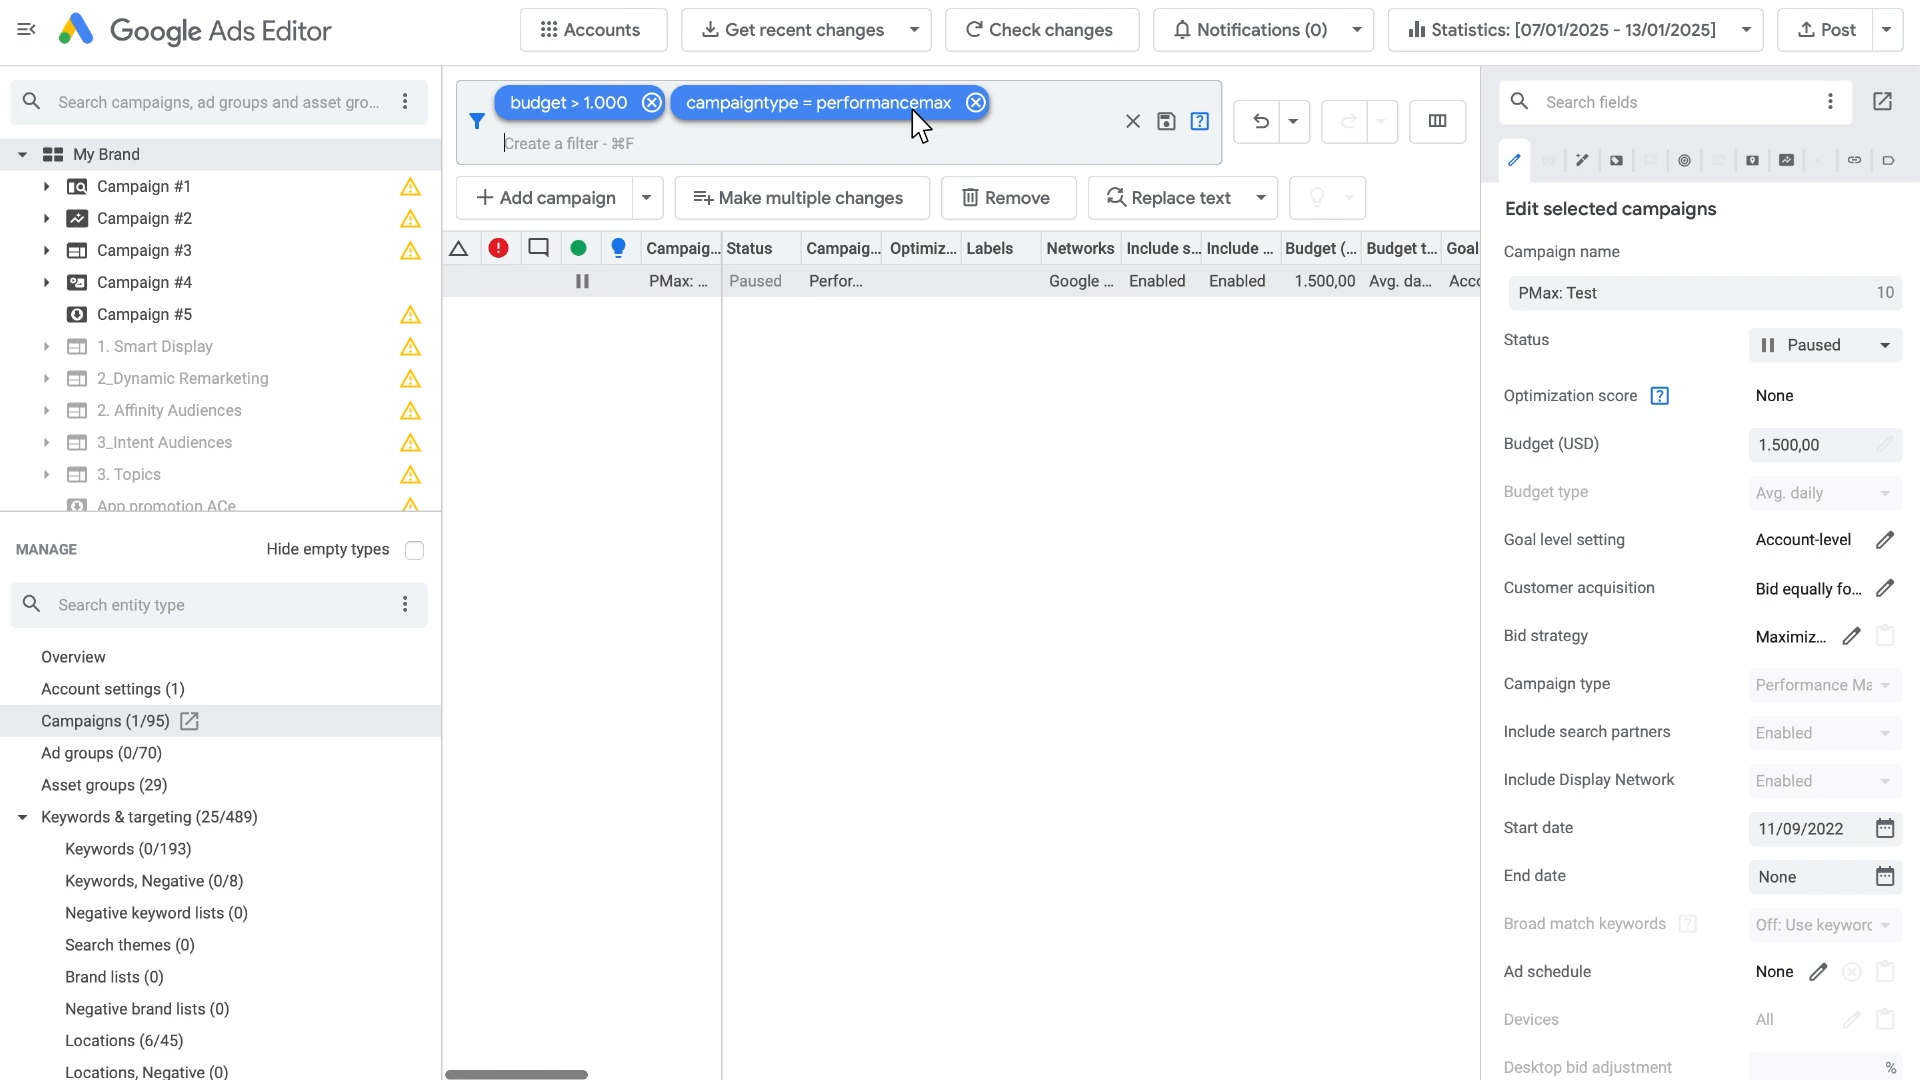 Google Ads Editor
Accounts
Get recent changes
Check changes
Notifications (0)
Statistics: [07/01/2025 - 13/01/2025]
Post
Search campaigns, ad groups and asset gro...
My Brand
Campaign #1
Campaign #2
Campaign #3
Campaign #4
Campaign #5
1. Smart Display
2_Dynamic Remarketing
2. Affinity Audiences
3_Intent Audiences
3. Topics
App promotion ACe
MANAGE
Hide empty types
Search entity type
Overview
Account settings (1)
Campaigns (1/95)
Ad groups (0/70)
Asset groups (29)
Keywords & targeting (25/489)
Keywords (0/193)
Keywords, Negative (0/8)
Negative keyword lists (0)
Search themes (0)
Brand lists (0)
Negative brand lists (0)
Locations (6/45)
Locations, Negative (0)
budget > 1.000
campaigntype = performancemax
Create a filter - ⌘F
Add campaign
Make multiple changes
Remove
Replace text
Campaig... Status Campaig... Optimiz... Labels Networks Include s... Include ... Budget (... Budget t... Goal
PMax: ... Paused Perfor... Google ... Enabled Enabled 1.500,00 Avg. da... Acco
Search fields
Edit selected campaigns
Campaign name
PMax: Test 10
Status Paused
Optimization score ? None
Budget (USD) 1.500,00
Budget type Avg. daily
Goal level setting Account-level
Customer acquisition Bid equally fo...
Bid strategy Maximiz...
Campaign type Performance Ma
Include search partners Enabled
Include Display Network Enabled
Start date 11/09/2022
End date None
Broad match keywords ? Off: Use keyword
Ad schedule None
Devices All
Desktop bid adjustment %